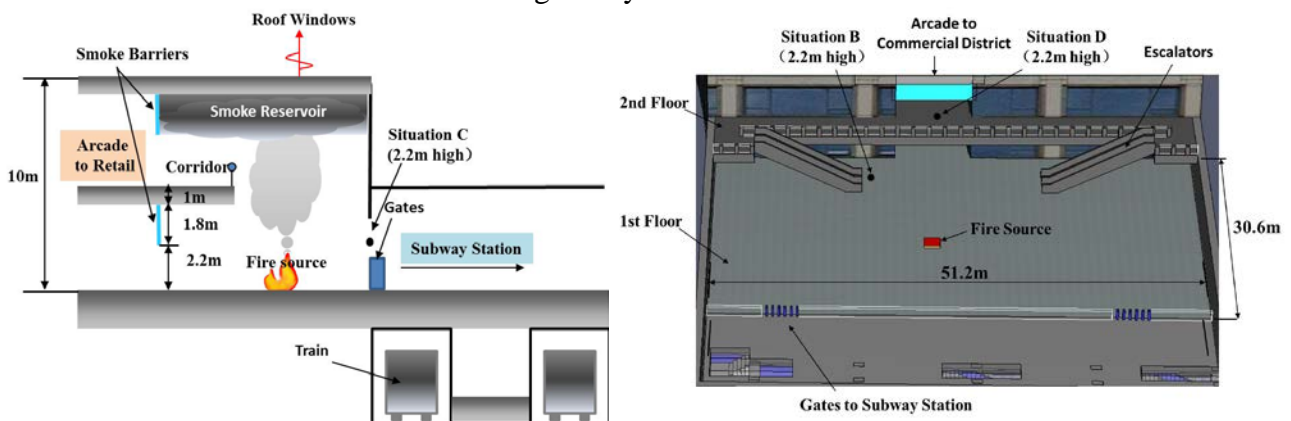 Roof Windows
Smoke Barriers
Smoke Reservoir
Situation C
(2.2m high）
Arcade
to Retail
Corridor
10m
1m
1.8m
2.2m
Gates
Fire source
Subway Station
Train
Arcade to
Commercial District
Situation B
（2.2m high）
Situation D
（2.2m high）
Escalators
2nd Floor
1st Floor
Fire Source
30.6m
51.2m
Gates to Subway Station